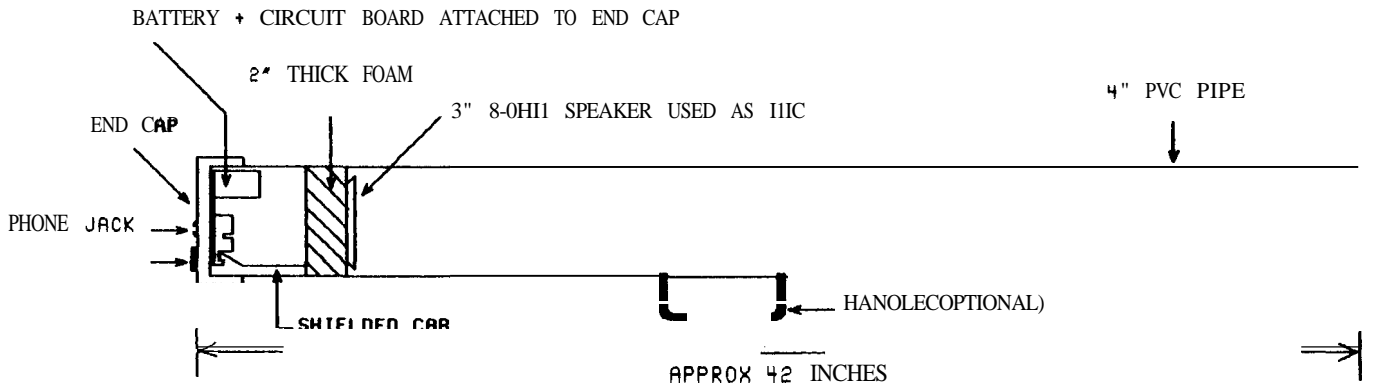 BATTERY + CIRCUIT BOARD ATTACHED TO END CAP
2" THICK FOAM
4" PVC PIPE
3" 8-0HI1 SPEAKER USED AS I1IC
END CAP
PHONE JACK
HANOLECOPTIONAL)
SHIELDED CAB
APPROX 42 INCHES